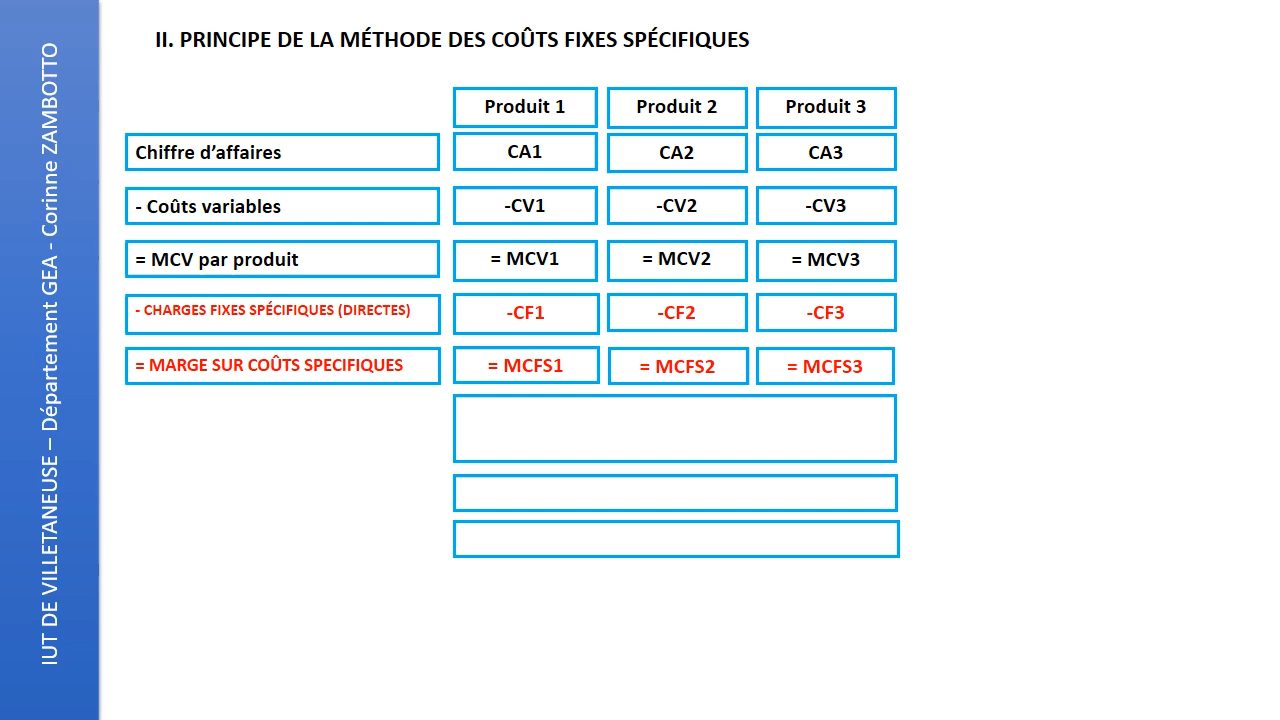 II. PRINCIPE DE LA MÉTHODE DES COÛTS FIXES SPÉCIFIQUES
Produit 1 Produit 2 Produit 3
Chiffre d’affaires CA1 CA2 CA3
- Coûts variables -CV1 -CV2 -CV3
= MCV par produit = MCV1 = MCV2 = MCV3
- CHARGES FIXES SPÉCIFIQUES (DIRECTES) -CF1 -CF2 -CF3
= MARGE SUR COÛTS SPECIFIQUES = MCFS1 = MCFS2 = MCFS3
IUT DE VILLETANEUSE – Département GEA - Corinne ZAMBOTTO